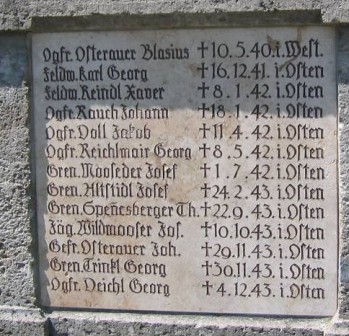 Ogfr. Osterauer Blasius †10.5.40.i.West.
Feldw. Karl Georg †16.12.41.i.Osten
Feldw. Reindl Xaver †8.1.42.i.Osten
Ogfr. Rauch Johann †18.1.42.i.Osten
Ogfr. Doll Jakob †11.4.42.i.Osten
Ogfr. Reichlmair Georg †8.5.42.i.Osten
Gren. Mooseder Josef †1.7.42.i.Osten
Gren. Altstidl Josef †24.2.43.i.Osten
Gren. Speñesberger Th. †22.9.43.i.Osten
Jäg. Wildmooser Jos. †10.10.43.i.Osten
Gefr. Osterauer Joh. †29.11.43.i.Osten
Gren. Trinkl Georg †30.11.43.i.Osten
Ogfr. Deichl Georg †4.12.43.i.Osten